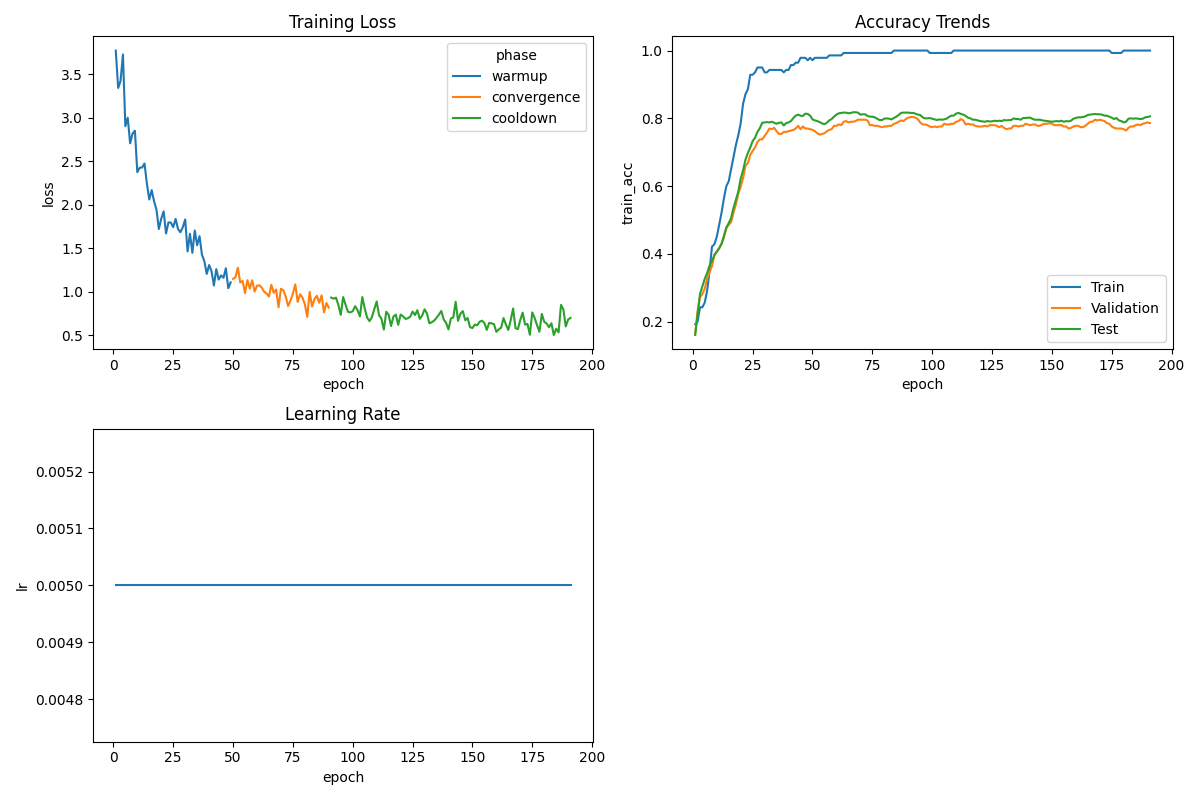 Training Loss
loss
3.5
3.0
2.5
2.0
1.5
1.0
0.5
phase
warmup
convergence
cooldown
0 25 50 75 100 125 150 175 200
epoch
Accuracy Trends
train_acc
1.0
0.8
0.6
0.4
0.2
Train
Validation
Test
0 25 50 75 100 125 150 175 200
epoch
Learning Rate
lr
0.0052
0.0051
0.0050
0.0049
0.0048
0 25 50 75 100 125 150 175 200
epoch